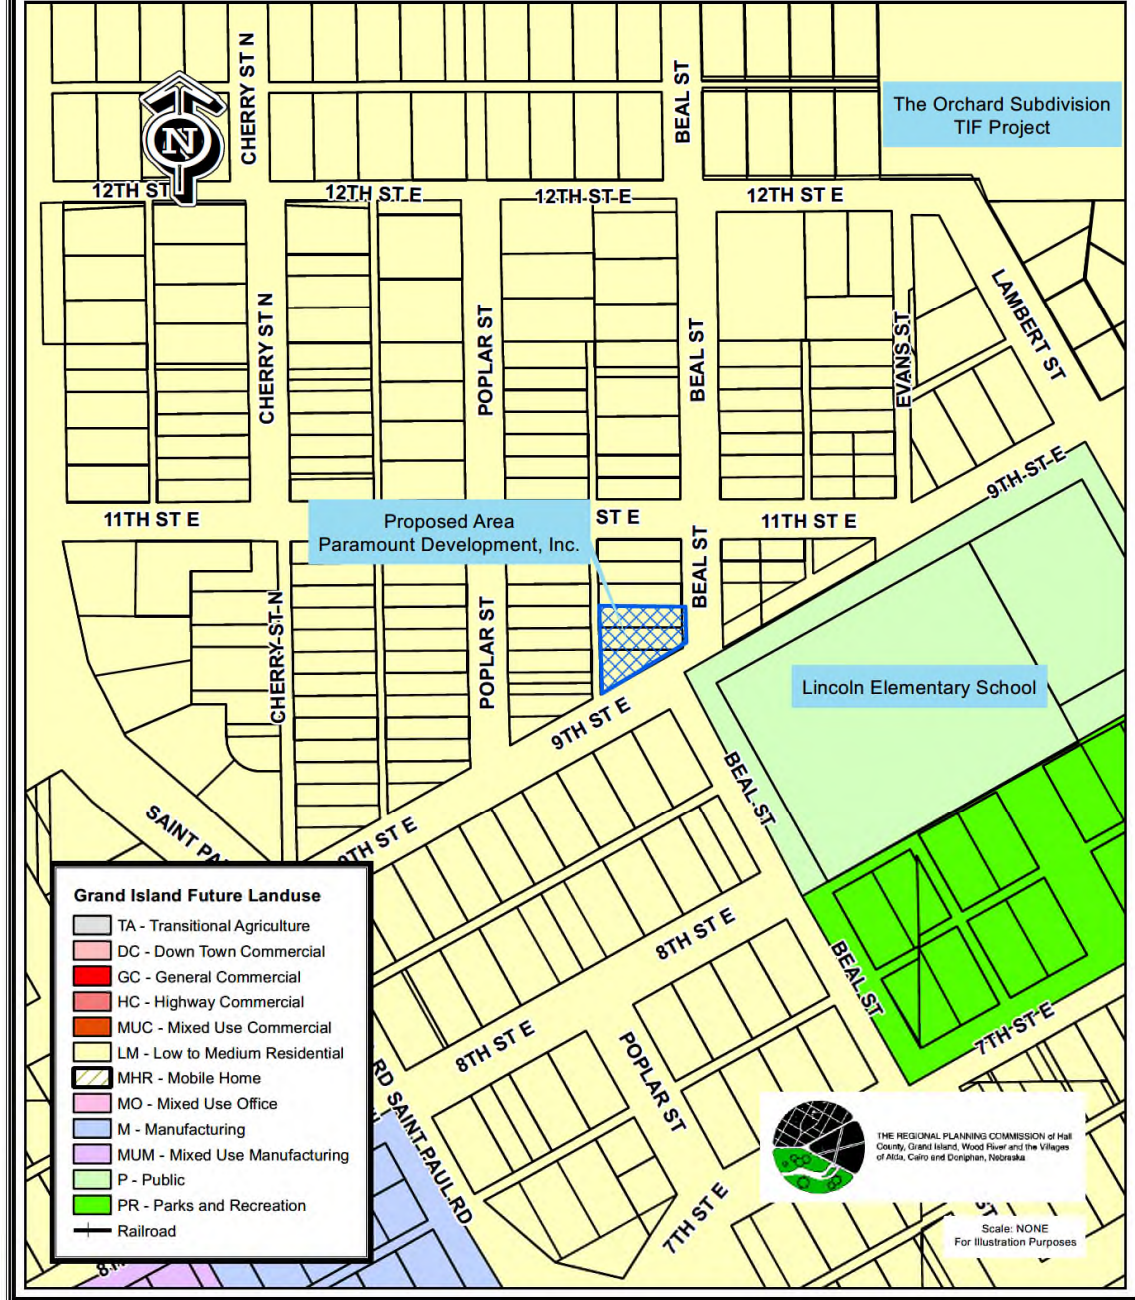 CHERRY ST N
BEAL ST
The Orchard Subdivision
TIF Project
N
12TH ST
12TH ST E
12TH ST E
12TH ST E
CHERRY ST N
POPLAR ST
BEAL ST
EVANS ST
LAMBERT ST
9TH ST E
11TH ST E
Proposed Area
Paramount Development, Inc.
ST E
11TH ST E
BEAL ST
CHERRY ST N
POPLAR ST
Lincoln Elementary School
9TH ST E
BEAL ST
SAINT PA
9TH ST E
8TH ST E
BEAL ST
8TH ST E
POPLAR ST
7TH ST E
RD
SAINT PAUL RD
7TH ST E
ST
Grand Island Future Landuse
TA - Transitional Agriculture
DC - Down Town Commercial
GC - General Commercial
HC - Highway Commercial
MUC - Mixed Use Commercial
LM - Low to Medium Residential
MHR - Mobile Home
MO - Mixed Use Office
M - Manufacturing
MUM - Mixed Use Manufacturing
P - Public
PR - Parks and Recreation
Railroad
THE REGIONAL PLANNING COMMISSION of Hall
County, Grand Island, Wood River and the Villages
of Alda, Cairo and Doniphan, Nebraska
Scale: NONE
For Illustration Purposes